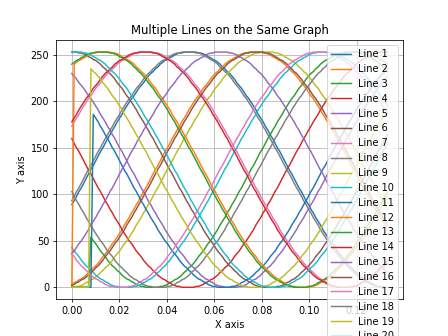 Multiple Lines on the Same Graph
Y axis
250
200
150
100
50
0
0.00
0.02
0.04
0.06
0.08
0.10
X axis
Line 1
Line 2
Line 3
Line 4
Line 5
Line 6
Line 7
Line 8
Line 9
Line 10
Line 11
Line 12
Line 13
Line 14
Line 15
Line 16
Line 17
Line 18
Line 19
Line 20